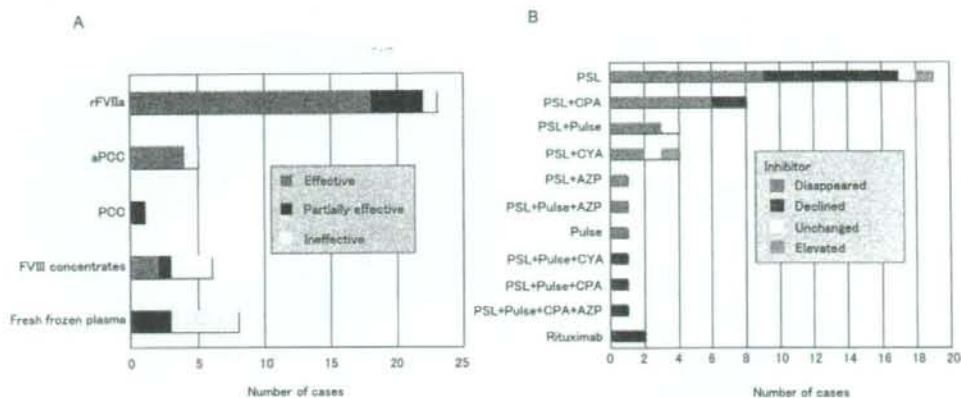 A
rFVIIa
aPCC
PCC
FVIII concentrates
Fresh frozen plasma
Effective
Partially effective
Ineffective
0
5
10
15
20
25
Number of cases
B
PSL
PSL+CPA
PSL+Pulse
PSL+CYA
PSL+AZP
PSL+Pulse+AZP
Pulse
PSL+Pulse+CYA
PSL+Pulse+CPA
PSL+Pulse+CPA+AZP
Rituximab
Inhibitor
Disappeared
Declined
Unchanged
Elevated
0
2
4
6
8
10
12
14
16
18
20
Number of cases